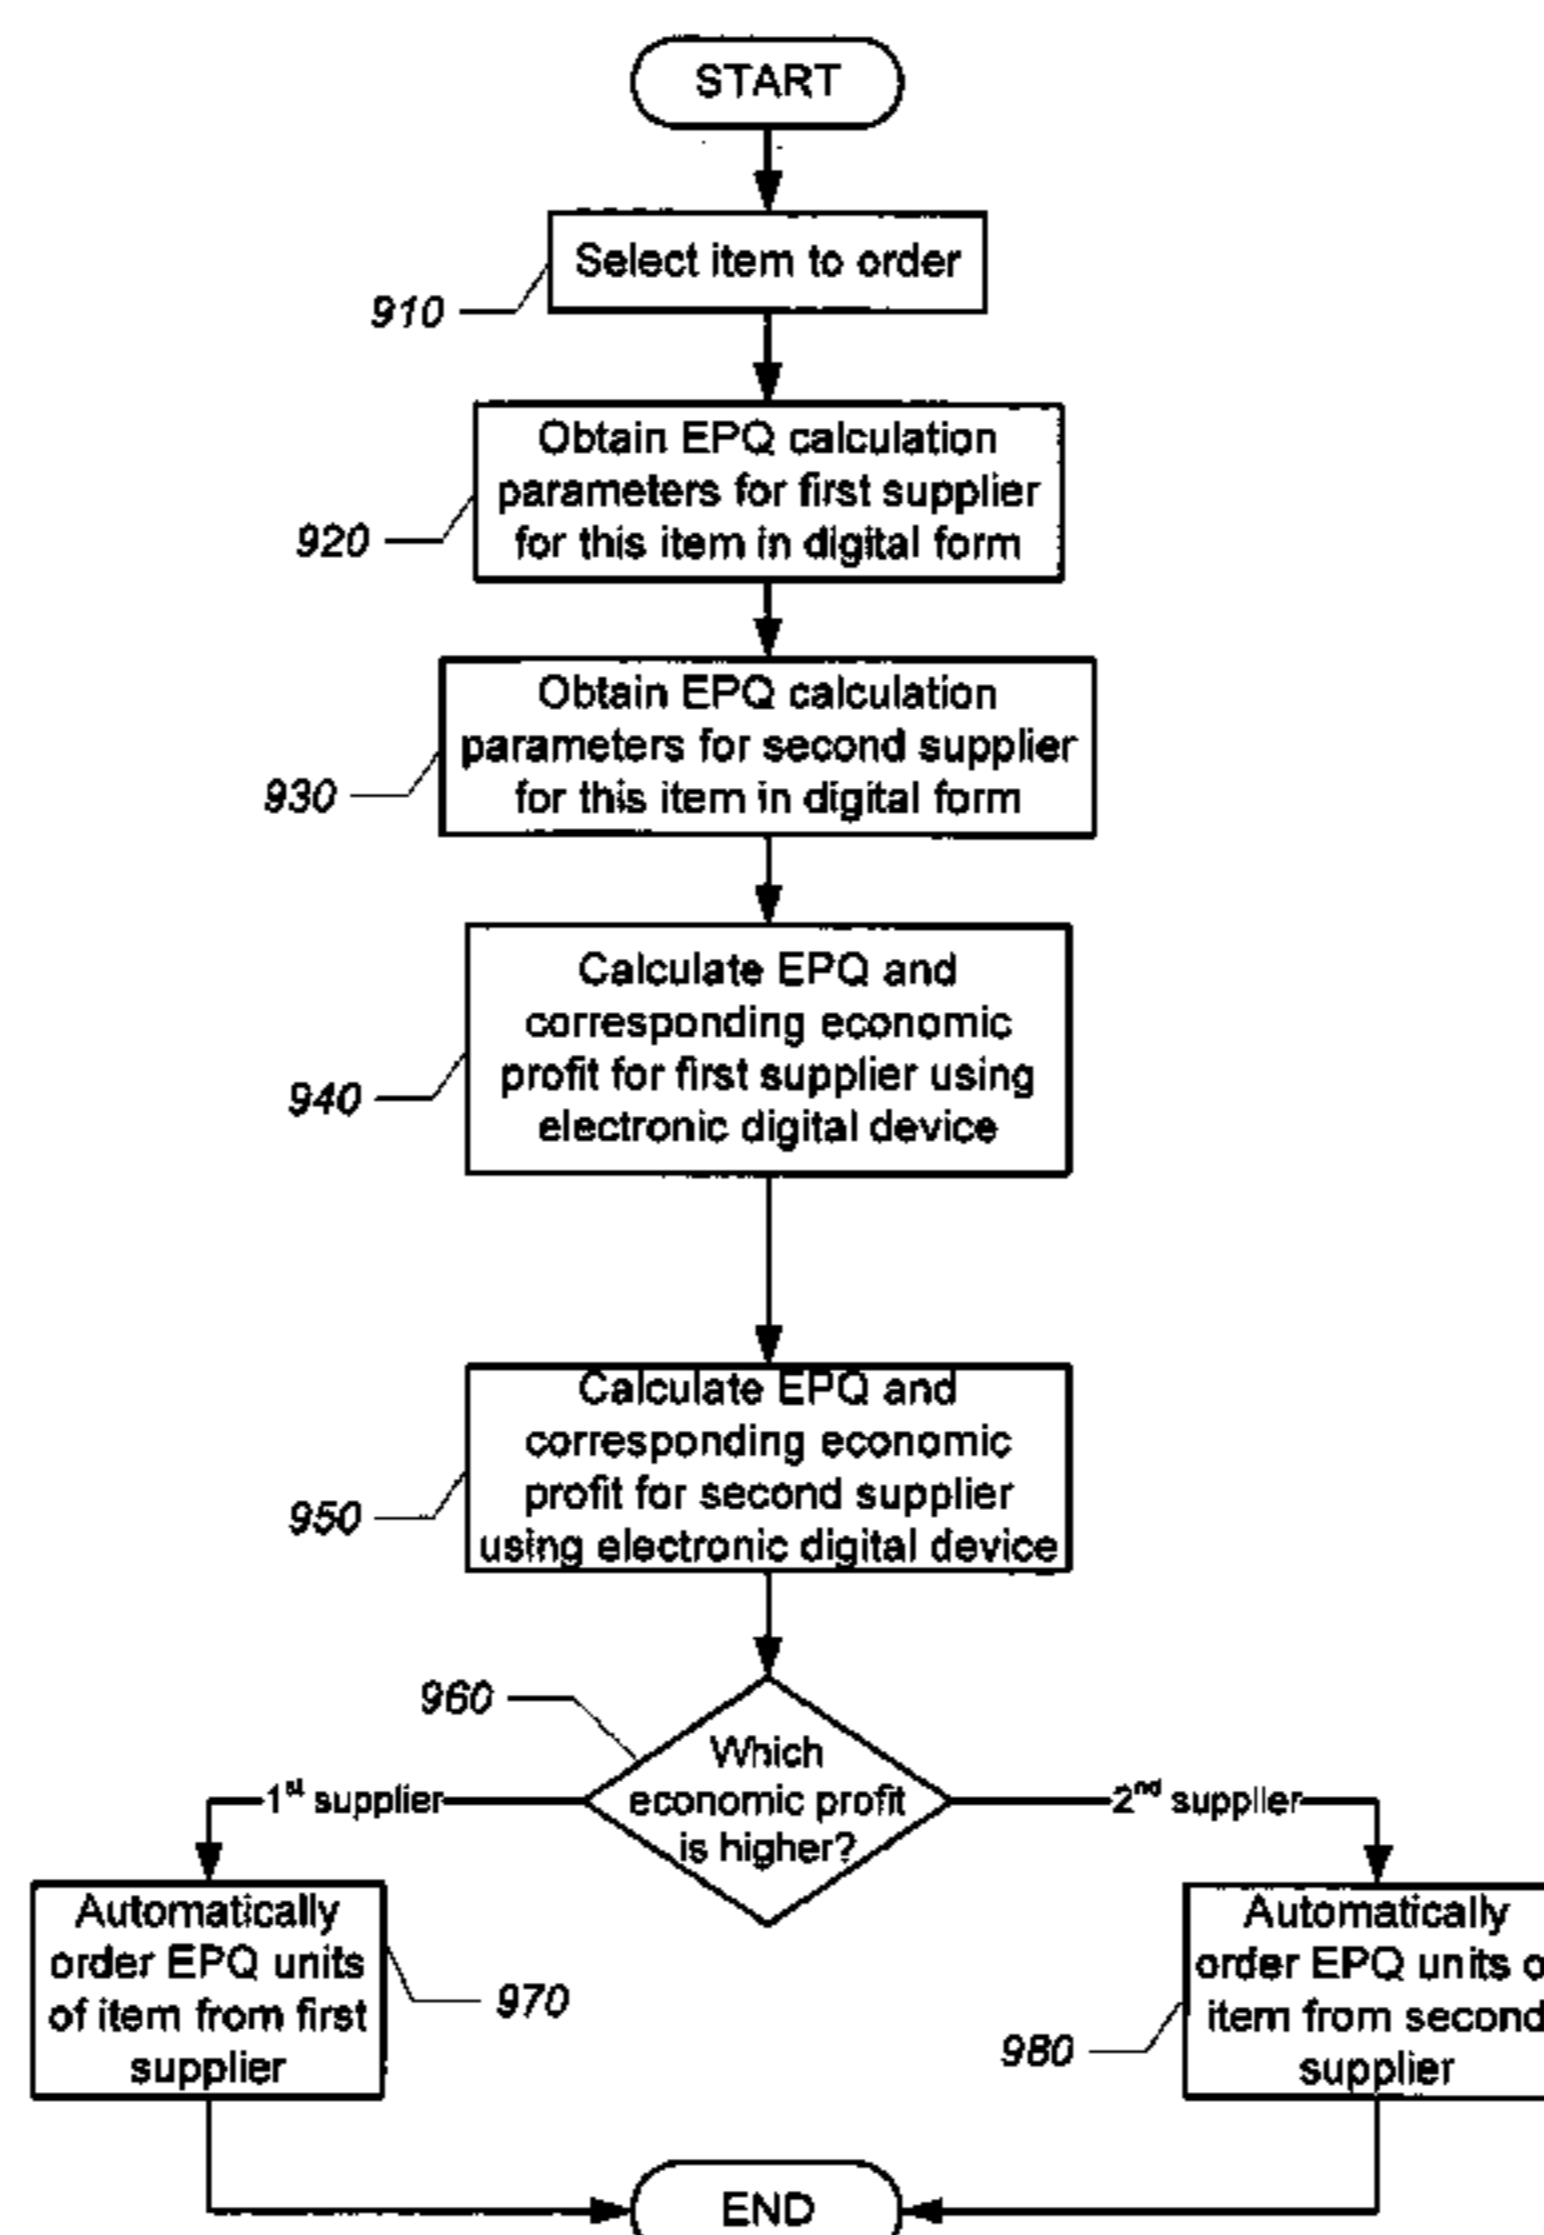 START
Select item to order
910
Obtain EPQ calculation
parameters for first supplier
for this item in digital form
920
Obtain EPQ calculation
parameters for second supplier
for this item in digital form
930
Calculate EPQ and
corresponding economic
profit for first supplier using
electronic digital device
940
Calculate EPQ and
corresponding economic
profit for second supplier
using electronic digital device
950
960
Which
economic profit
is higher?
1st supplier
2nd supplier
Automatically
order EPQ units
of item from first
supplier
970
Automatically
order EPQ units
item from second
supplier
980
END